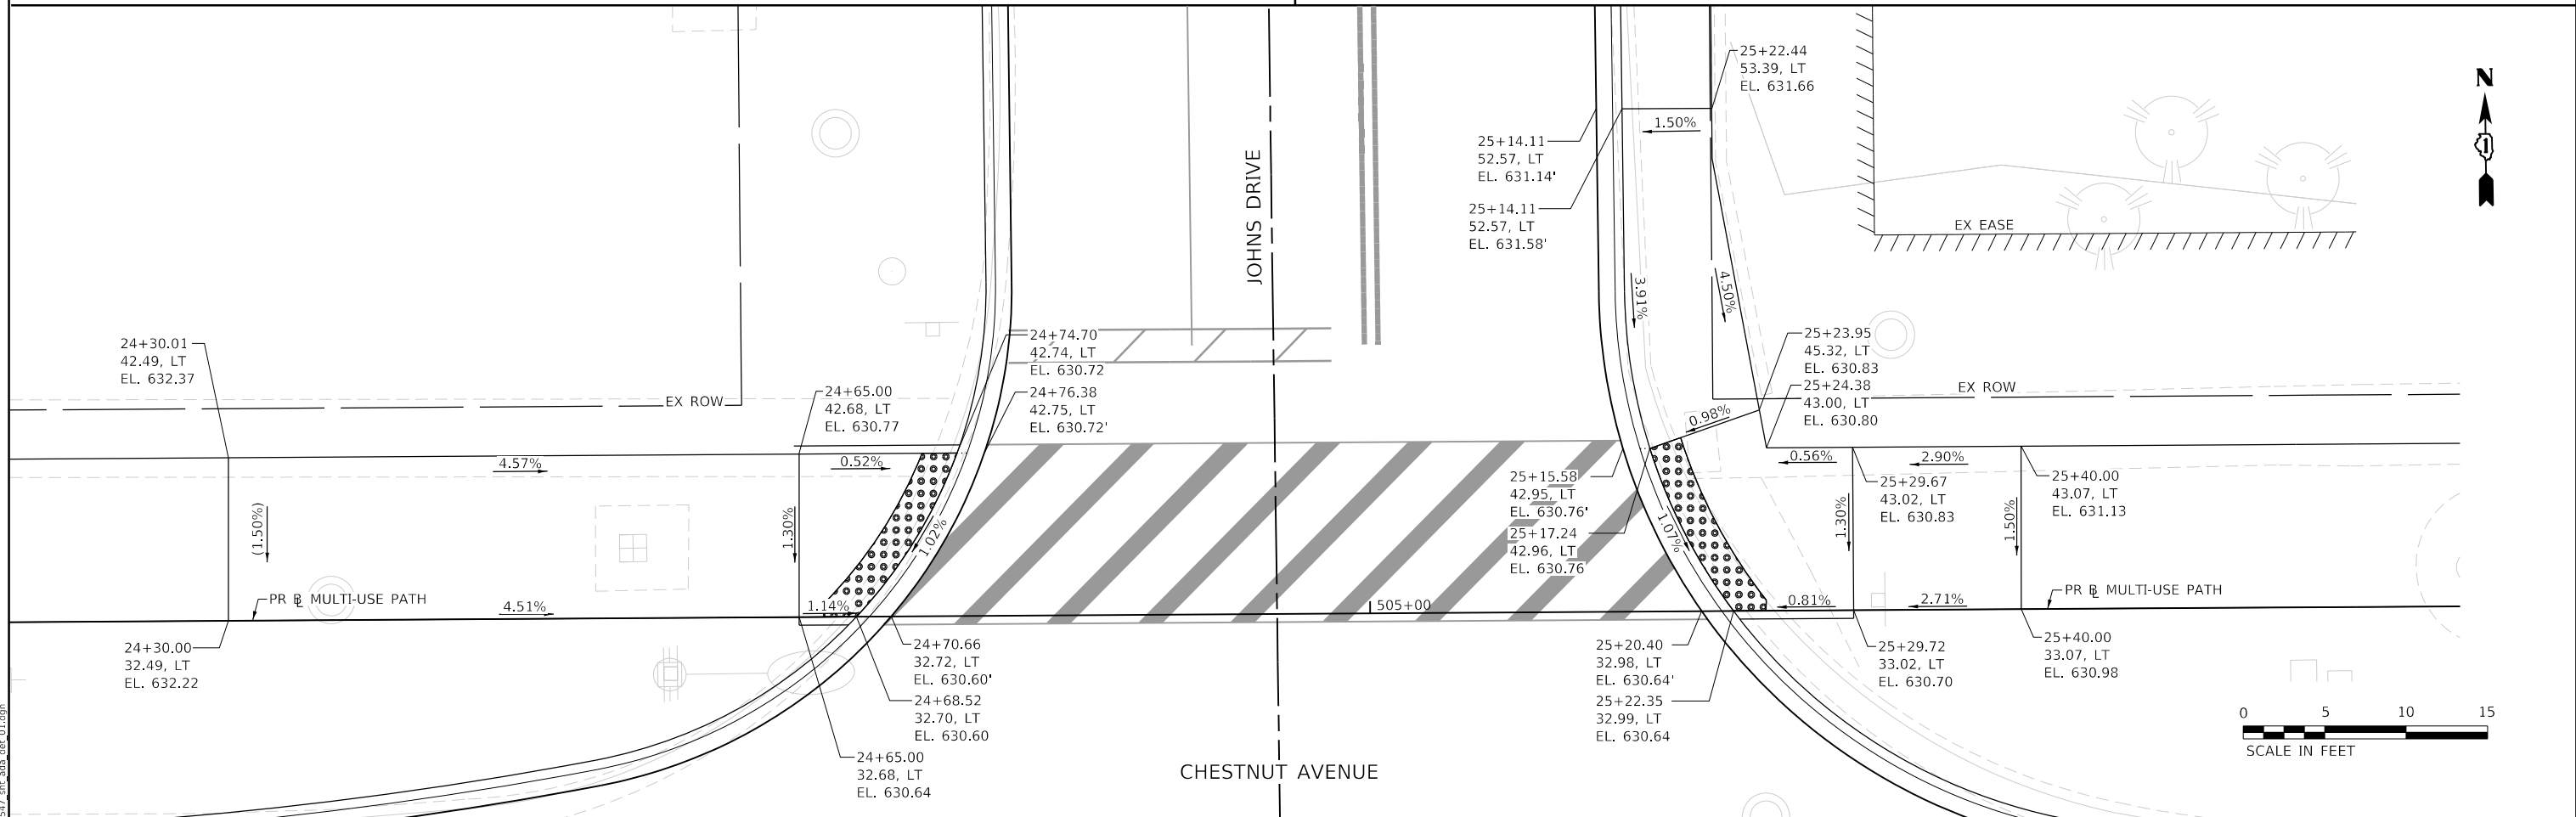 25+22.44
53.39, LT
EL. 631.66
N
1.50%
25+14.11
52.57, LT
EL. 631.14'
JOHNS DRIVE
25+14.11
52.57, LT
EL. 631.58'
EX EASE
3.91%
4.50%
24+30.01
42.49, LT
EL. 632.37
24+74.70
42.74, LT
EL. 630.72
25+23.95
45.32, LT
EL. 630.83
24+65.00
42.68, LT
EL. 630.77
24+76.38
42.75, LT
EL. 630.72'
25+24.38
43.00, LT
EL. 630.80
EX ROW
EX ROW
0.98%
4.57%
0.52%
0.56%
2.90%
25+15.58
42.95, LT
EL. 630.76'
25+29.67
43.02, LT
EL. 630.83
25+40.00
43.07, LT
EL. 631.13
(1.50%)
1.30%
1.02%
25+17.24
42.96, LT
EL. 630.76
1.07%
1.30%
1.50%
PR BL MULTI-USE PATH
4.51%
1.14%
505+00
0.81%
2.71%
PR BL MULTI-USE PATH
24+30.00
32.49, LT
EL. 632.22
24+70.66
32.72, LT
EL. 630.60'
25+20.40
32.98, LT
EL. 630.64'
25+29.72
33.02, LT
EL. 630.70
25+40.00
33.07, LT
EL. 630.98
24+68.52
32.70, LT
EL. 630.60
25+22.35
32.99, LT
EL. 630.64
24+65.00
32.68, LT
EL. 630.64
CHESTNUT AVENUE
0 5 10 15
SCALE IN FEET